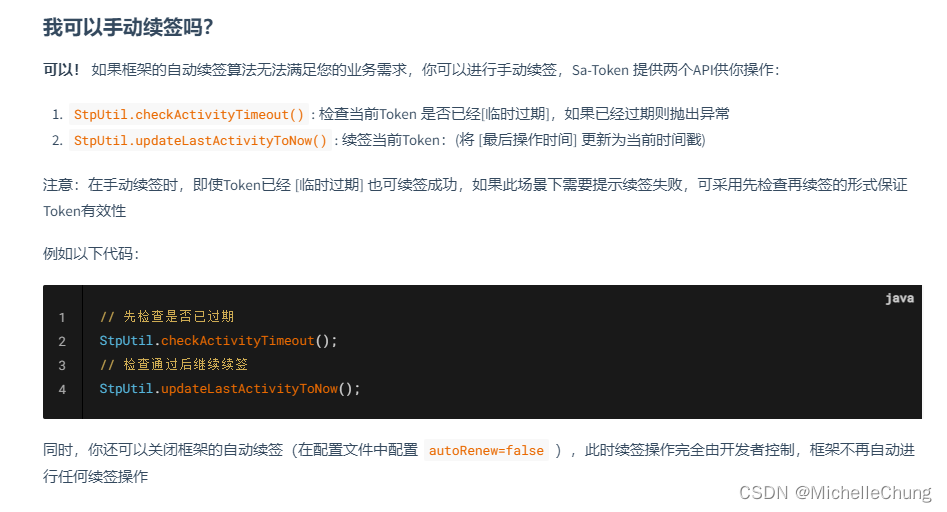 我可以手动续签吗？
可以！ 如果框架的自动续签算法无法满足您的业务需求，你可以进行手动续签，Sa-Token 提供两个API供你操作：
1. StpUtil.checkActivityTimeout() : 检查当前Token 是否已经[临时过期]，如果已经过期则抛出异常
2. StpUtil.updateLastActivityToNow() : 续签当前Token：(将 [最后操作时间] 更新为当前时间戳)
注意：在手动续签时，即使Token已经 [临时过期] 也可续签成功，如果此场景下需要提示续签失败，可采用先检查再续签的形式保证
Token有效性
例如以下代码：
java
1 // 先检查是否已过期
2 StpUtil.checkActivityTimeout();
3 // 检查通过后继续续签
4 StpUtil.updateLastActivityToNow();
同时，你还可以关闭框架的自动续签（在配置文件中配置 autoRenew=false ），此时续签操作完全由开发者控制，框架不再自动进
行任何续签操作
CSDN @MichelleChung